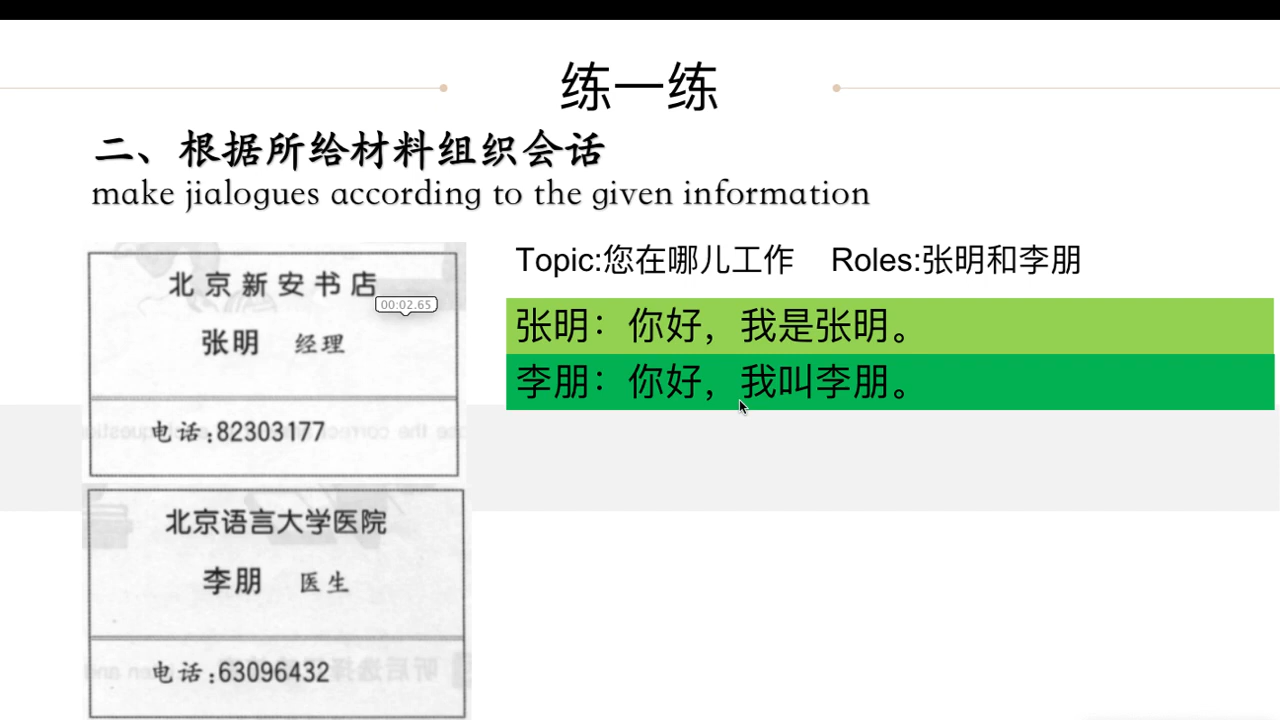 练一练
二、根据所给材料组织会话
make jialogues according to the given information
北京新安书店
00:02.65
张明 经理
电话:82303177
北京语言大学医院
李朋 医生
电话:63096432
Topic:您在哪儿工作 Roles:张明和李朋
张明：你好，我是张明。
李朋：你好，我叫李朋。